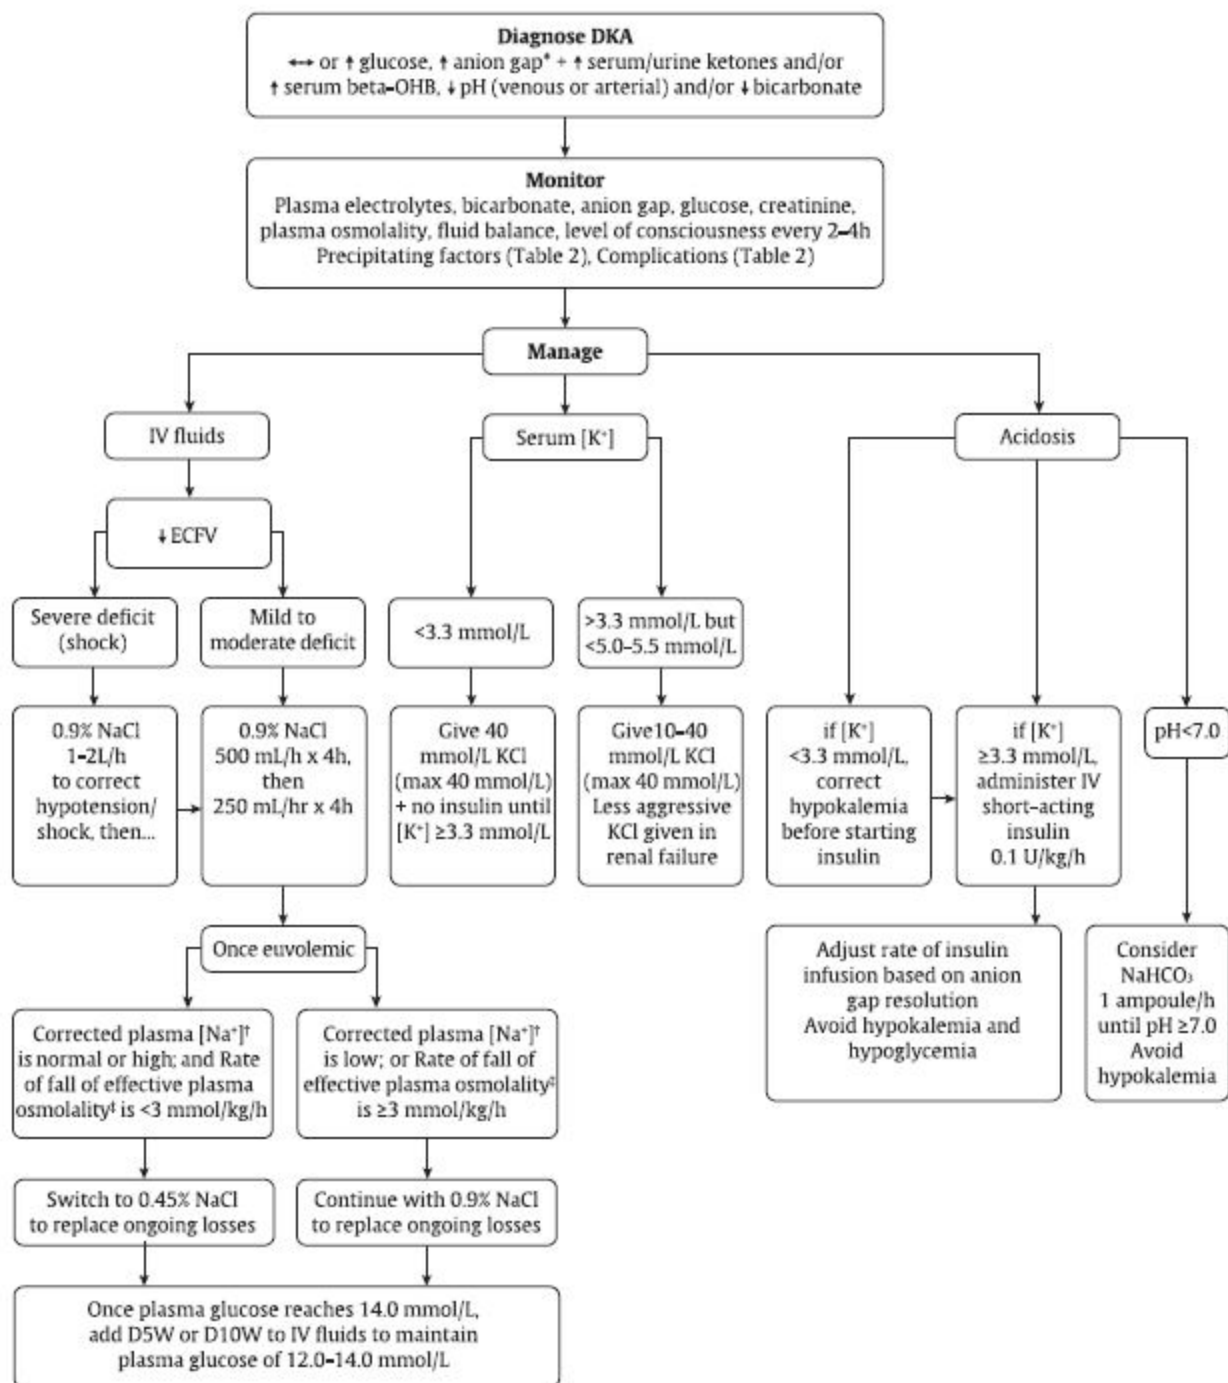 Diagnose DKA
↔ or ↑ glucose, ↑ anion gap* + ↑ serum/urine ketones and/or
↑ serum beta-OHB, ↓ pH (venous or arterial) and/or ↓ bicarbonate
Monitor
Plasma electrolytes, bicarbonate, anion gap, glucose, creatinine,
plasma osmolality, fluid balance, level of consciousness every 2–4h
Precipitating factors (Table 2), Complications (Table 2)
Manage
IV fluids
↓ ECFV
Severe deficit
(shock)
Mild to
moderate deficit
0.9% NaCl
1–2L/h
to correct
hypotension/
shock, then...
0.9% NaCl
500 mL/h x 4h,
then
250 mL/hr x 4h
Once euvolemic
Corrected plasma [Na⁺]†
is normal or high; and Rate
of fall of effective plasma
osmolality‡ is <3 mmol/kg/h
Corrected plasma [Na⁺]†
is low; or Rate of fall of
effective plasma osmolality‡
is ≥3 mmol/kg/h
Switch to 0.45% NaCl
to replace ongoing losses
Continue with 0.9% NaCl
to replace ongoing losses
Once plasma glucose reaches 14.0 mmol/L,
add D5W or D10W to IV fluids to maintain
plasma glucose of 12.0–14.0 mmol/L
Serum [K⁺]
<3.3 mmol/L
>3.3 mmol/L but
<5.0–5.5 mmol/L
Give 40
mmol/L KCl
(max 40 mmol/L)
+ no insulin until
[K⁺] ≥3.3 mmol/L
Give10–40
mmol/L KCl
(max 40 mmol/L)
Less aggressive
KCl given in
renal failure
Acidosis
if [K⁺]
<3.3 mmol/L,
correct
hypokalemia
before starting
insulin
if [K⁺]
≥3.3 mmol/L,
administer IV
short-acting
insulin
0.1 U/kg/h
pH<7.0
Adjust rate of insulin
infusion based on anion
gap resolution
Avoid hypokalemia and
hypoglycemia
Consider
NaHCO₃
1 ampoule/h
until pH ≥7.0
Avoid
hypokalemia